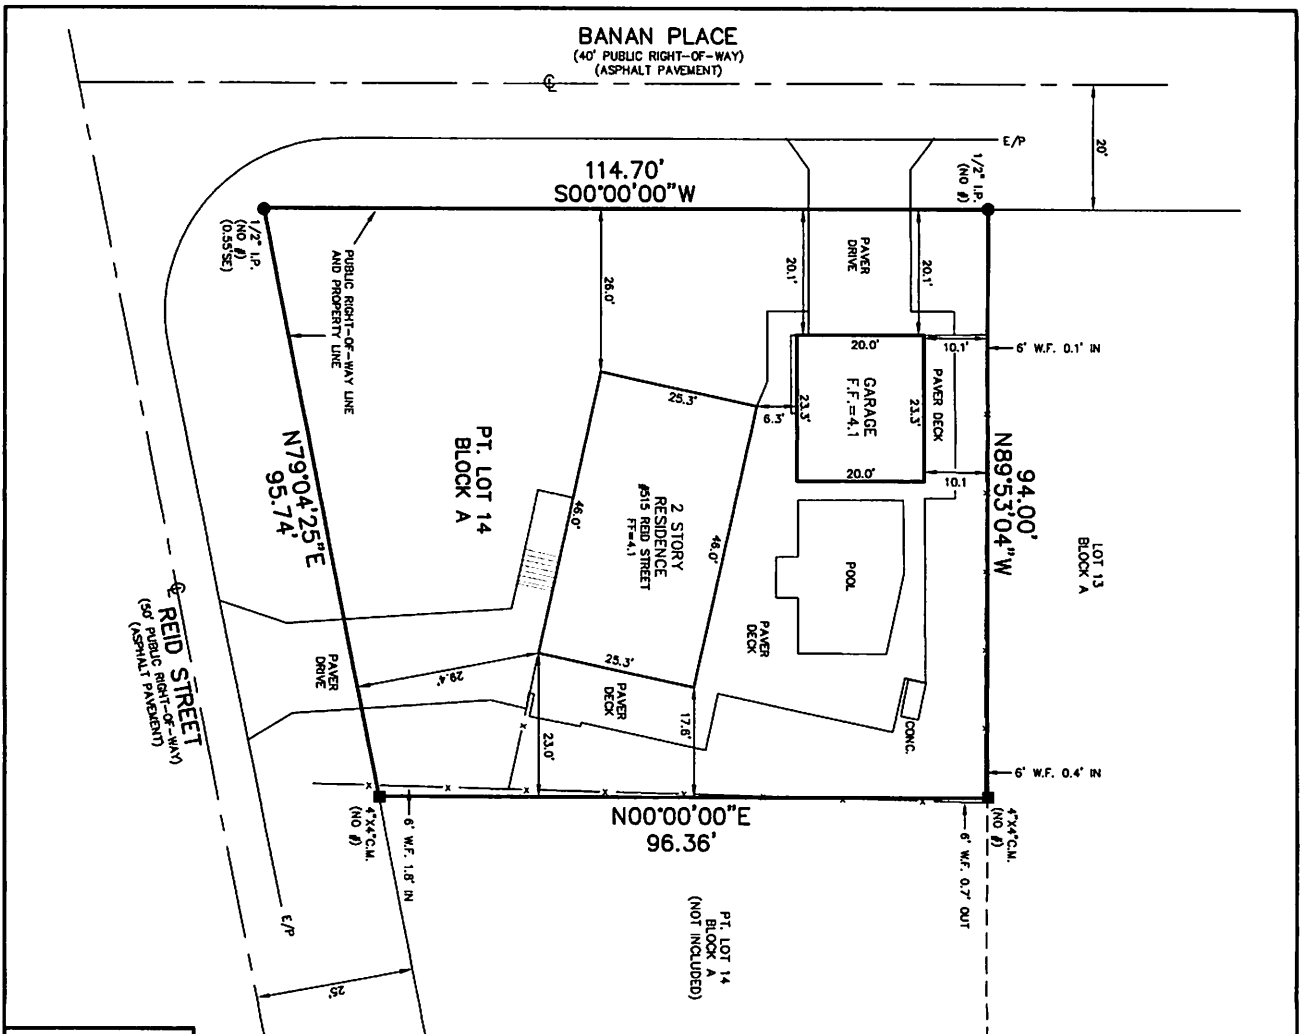 BANAN PLACE
(40' PUBLIC RIGHT-OF-WAY)
(ASPHALT PAVEMENT)
℄
E/P
20'
114.70'
S00°00'00"W
1/2" I.P.
(NO #)
1/2" I.P.
(NO #)
(0.55'SE)
PUBLIC RIGHT-OF-WAY LINE
AND PROPERTY LINE
26.0'
20.1'
PAVER
DRIVE
20.1'
20.0'
10.1'
6' W.F. 0.1' IN
GARAGE
F.F.=4.1
23.3'
23.3'
PAVER DECK
25.3'
6.3'
20.0'
10.1
94.00'
N89°53'04"W
LOT 13
BLOCK A
PT. LOT 14
BLOCK A
N79°04'25"E
95.74'
46.0'
2 STORY
RESIDENCE
#515 REID STREET
FF=4.1
46.0'
POOL
PAVER
DECK
25.3'
PAVER
DECK
CONC.
℄ REID STREET
(50' PUBLIC RIGHT-OF-WAY)
(ASPHALT PAVEMENT)
PAVER
DRIVE
29.4'
23.0'
17.6'
6' W.F. 0.4' IN
4"X4"C.M.
(NO #)
4"X4"C.M.
(NO #)
N00°00'00"E
96.36'
6' W.F. 1.8' IN
6' W.F. 0.7' OUT
PT. LOT 14
BLOCK A
(NOT INCLUDED)
E/P
25'